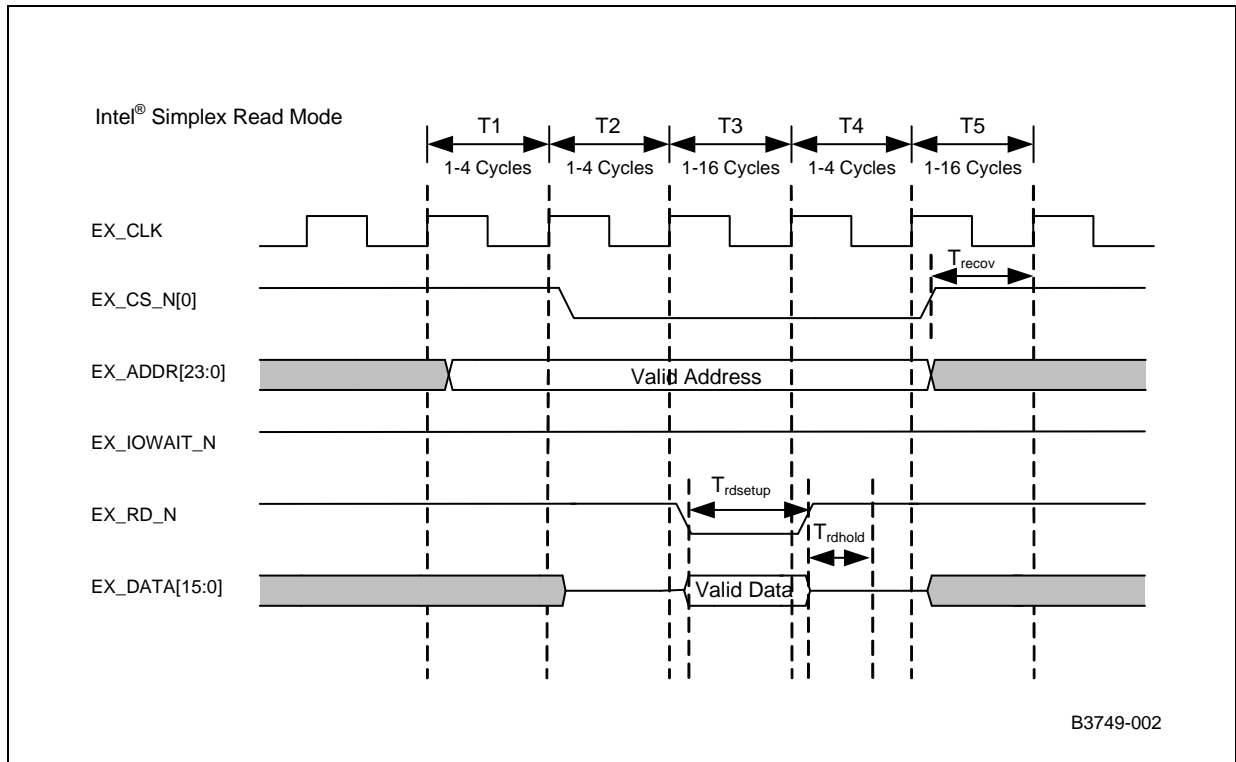 Intel® Simplex Read Mode
T1 T2 T3 T4 T5
1-4 Cycles 1-4 Cycles 1-16 Cycles 1-4 Cycles 1-16 Cycles
EX_CLK
Trecov
EX_CS_N[0]
EX_ADDR[23:0]
Valid Address
EX_IOWAIT_N
Trdsetup
EX_RD_N
Trdhold
EX_DATA[15:0]
Valid Data
B3749-002